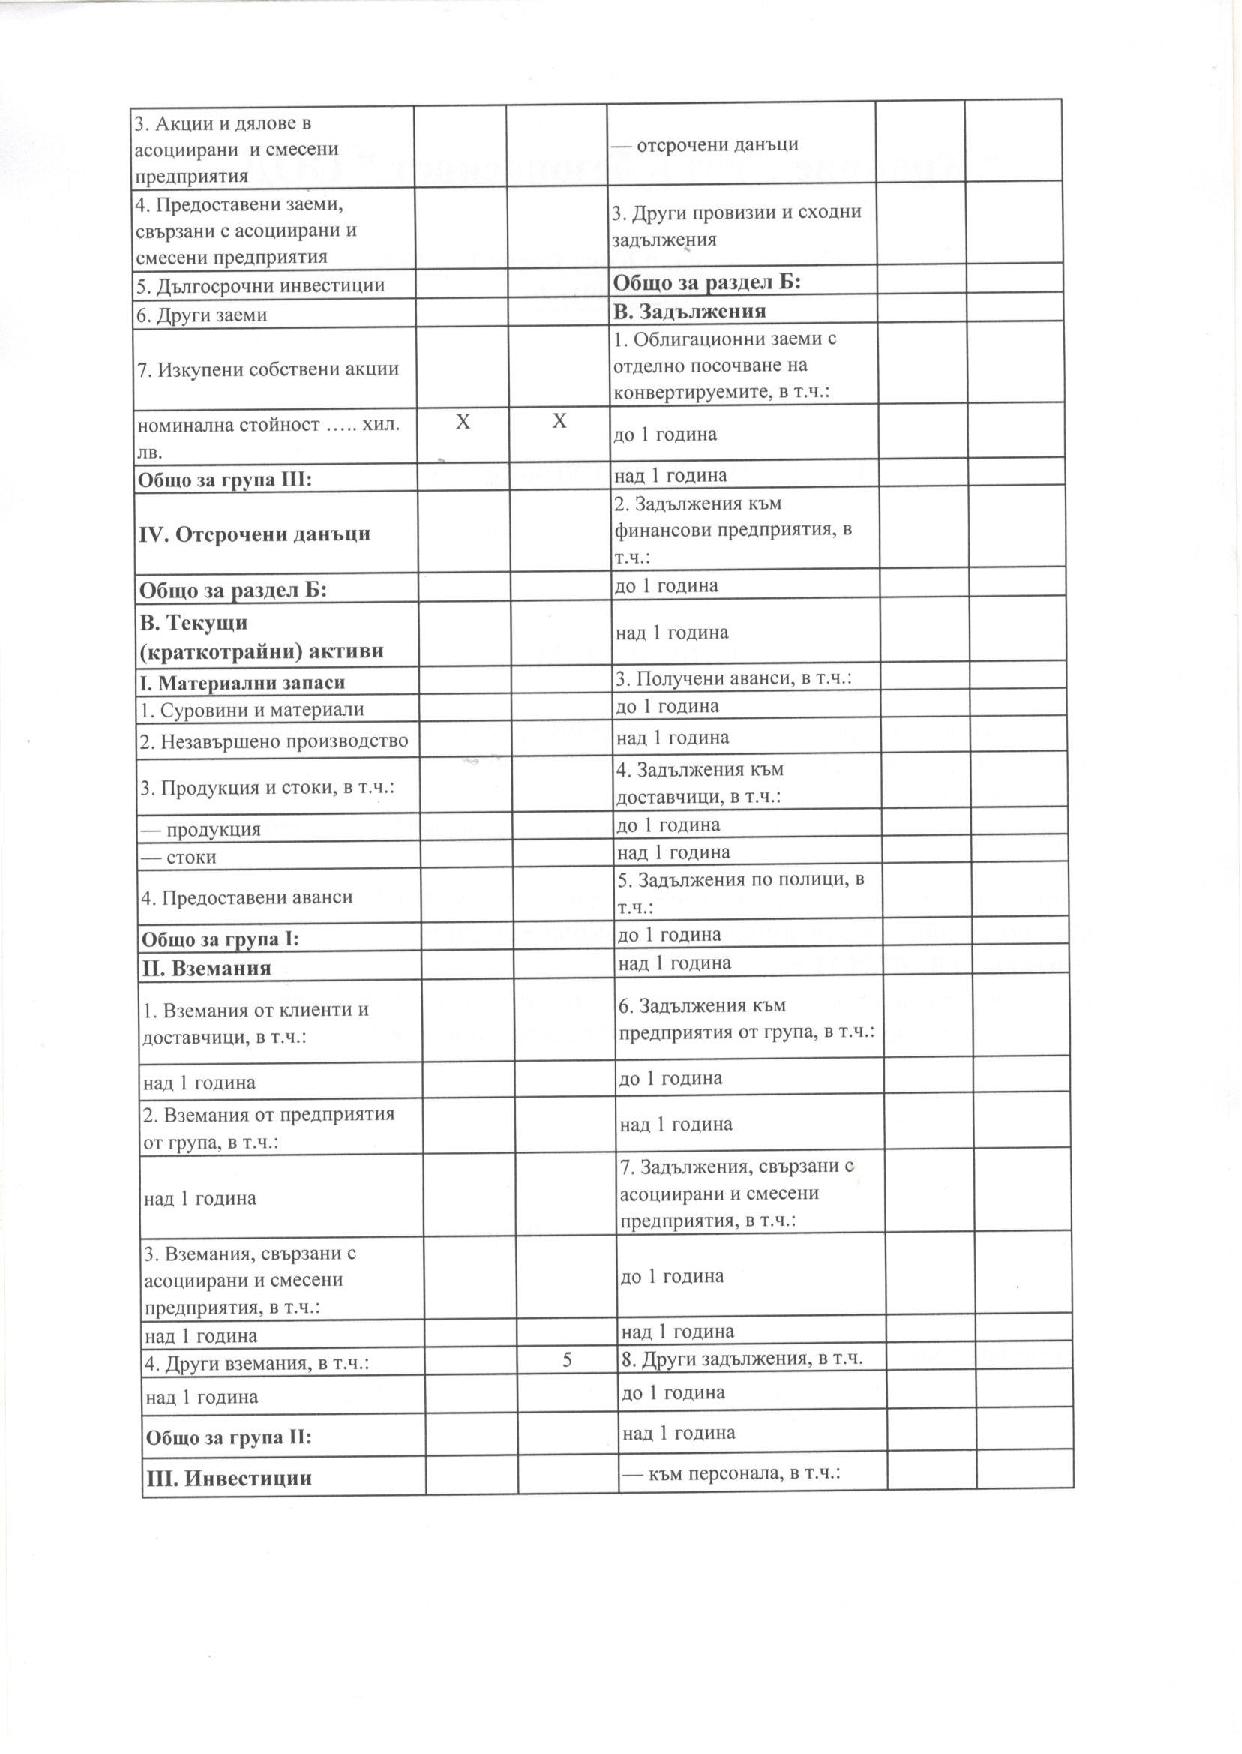 3. Акции и дялове в
асоциирани и смесени
предприятия
— отсрочени данъци
4. Предоставени заеми,
свързани с асоциирани и
смесени предприятия
3. Други провизии и сходни
задължения
5. Дългосрочни инвестиции
Общо за раздел Б:
6. Други заеми
В. Задължения
7. Изкупени собствени акции
1. Облигационни заеми с
отделно посочване на
конвертируемите, в т.ч.:
номинална стойност ..... хил.
лв.
X
X
до 1 година
Общо за група III:
над 1 година
IV. Отсрочени данъци
2. Задължения към
финансови предприятия, в
т.ч.:
Общо за раздел Б:
до 1 година
В. Текущи
(краткотрайни) активи
над 1 година
I. Материални запаси
3. Получени аванси, в т.ч.:
1. Суровини и материали
до 1 година
2. Незавършено производство
над 1 година
3. Продукция и стоки, в т.ч.:
4. Задължения към
доставчици, в т.ч.:
— продукция
до 1 година
— стоки
над 1 година
4. Предоставени аванси
5. Задължения по полици, в
т.ч.:
Общо за група I:
до 1 година
II. Вземания
над 1 година
1. Вземания от клиенти и
доставчици, в т.ч.:
6. Задължения към
предприятия от група, в т.ч.:
над 1 година
до 1 година
2. Вземания от предприятия
от група, в т.ч.:
над 1 година
над 1 година
7. Задължения, свързани с
асоциирани и смесени
предприятия, в т.ч.:
3. Вземания, свързани с
асоциирани и смесени
предприятия, в т.ч.:
до 1 година
над 1 година
над 1 година
4. Други вземания, в т.ч.:
5
8. Други задължения, в т.ч.
над 1 година
до 1 година
Общо за група II:
над 1 година
III. Инвестиции
— към персонала, в т.ч.: